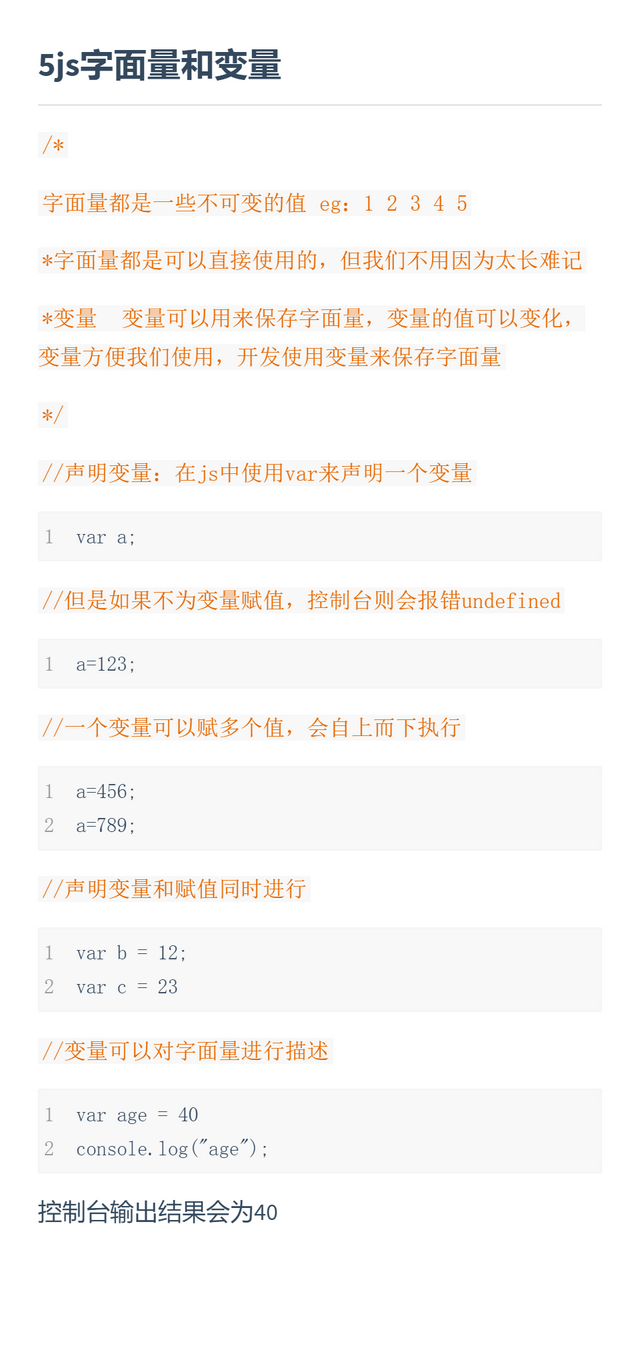 5js字面量和变量
/*
字面量都是一些不可变的值 eg：1 2 3 4 5
*字面量都是可以直接使用的，但我们不用因为太长难记
*变量  变量可以用来保存字面量，变量的值可以变化，
变量方便我们使用，开发使用变量来保存字面量
*/
//声明变量：在js中使用var来声明一个变量
1 var a;
//但是如果不为变量赋值，控制台则会报错undefined
1 a=123;
//一个变量可以赋多个值，会自上而下执行
1 a=456;
2 a=789;
//声明变量和赋值同时进行
1 var b = 12;
2 var c = 23
//变量可以对字面量进行描述
1 var age = 40
2 console.log("age");
控制台输出结果会为40